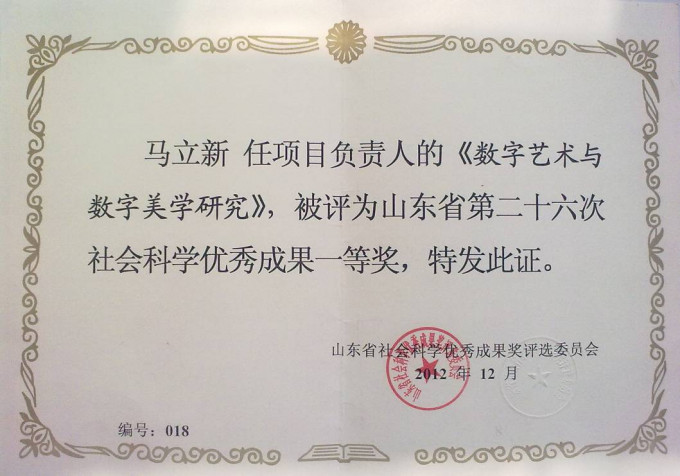 马立新 任项目负责人的《数字艺术与
数字美学研究》，被评为山东省第二十六次
社会科学优秀成果一等奖，特发此证。
山东省社会科学优秀成果奖评选委员会
2012 年 12 月
编号：018